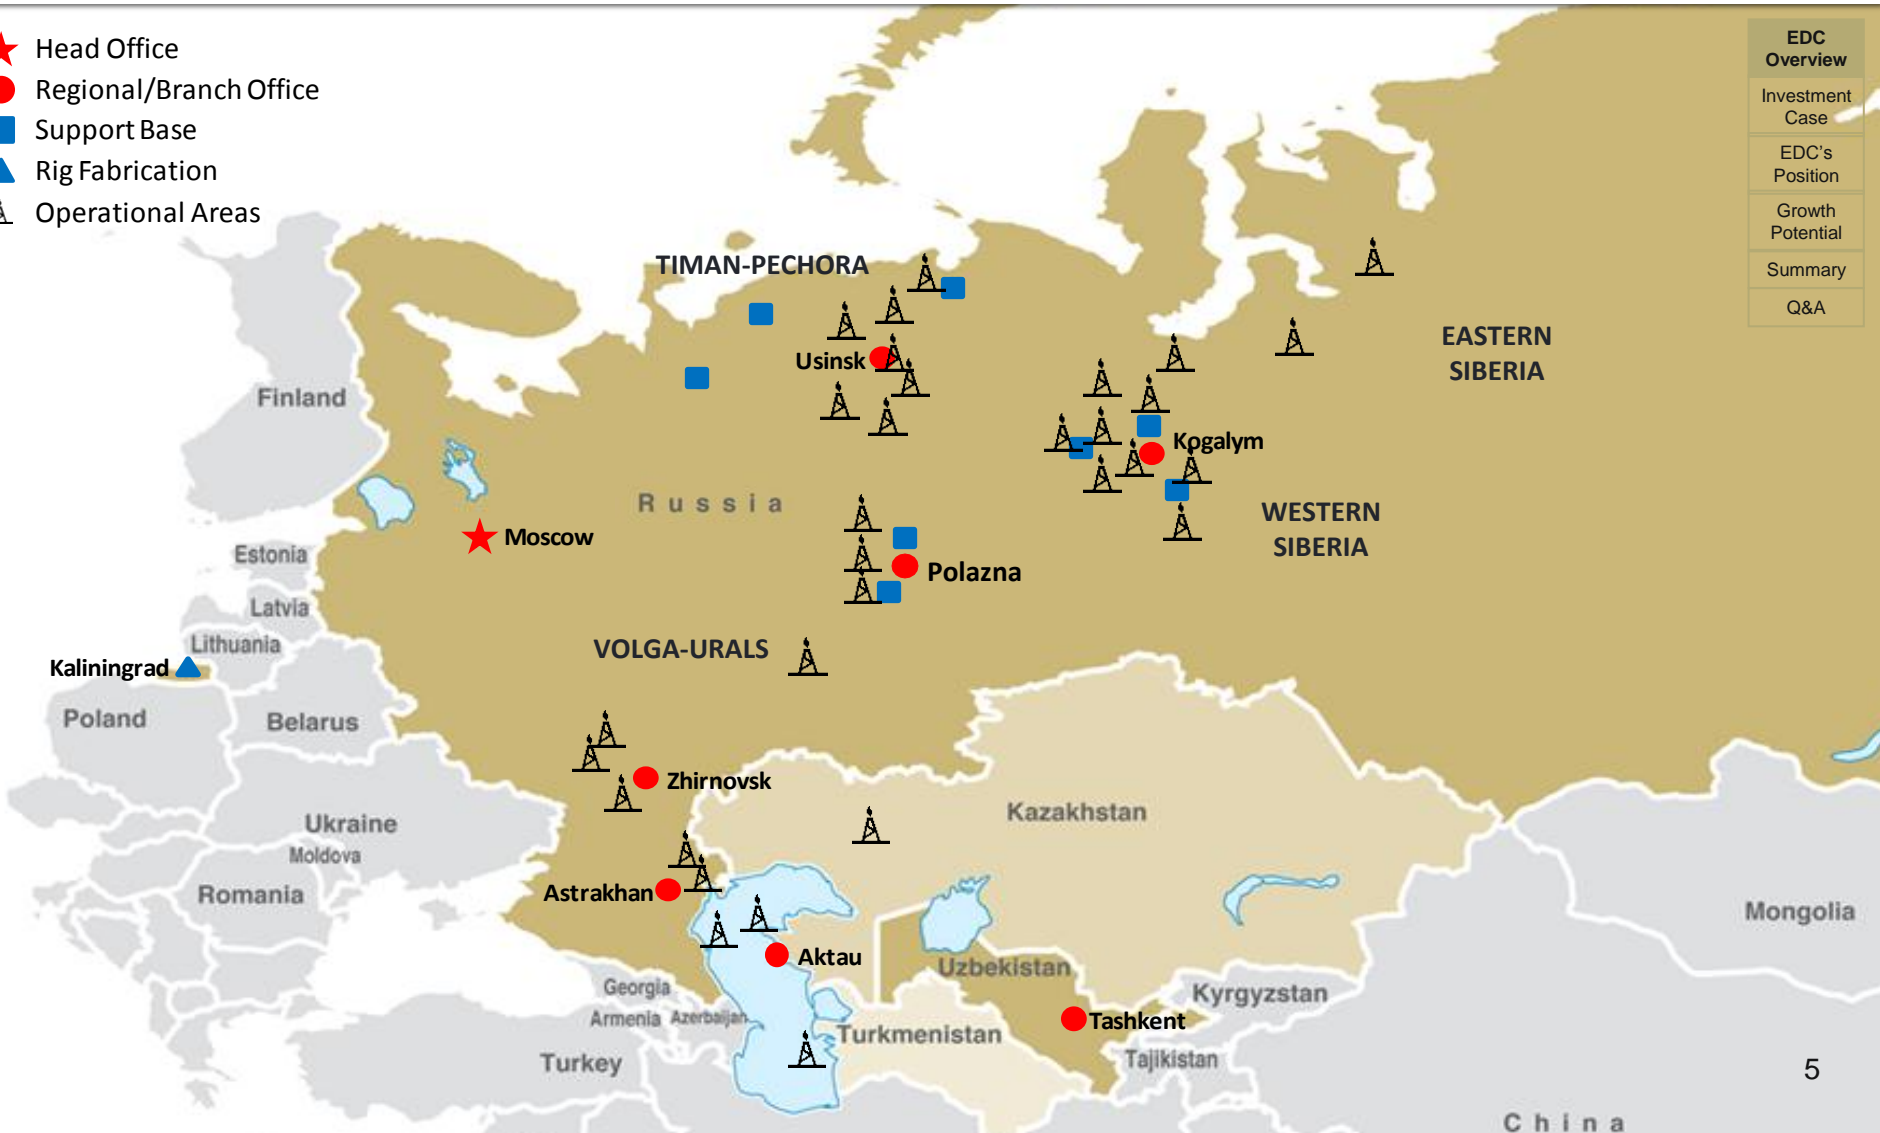 Head Office
Regional/Branch Office
Support Base
Rig Fabrication
Operational Areas
EDC
Overview
Investment
Case
EDC's
Position
Growth
Potential
Summary
Q&A
TIMAN-PECHORA
Usinsk
EASTERN
SIBERIA
Finland
Kogalym
Russia
WESTERN
SIBERIA
Moscow
Estonia
Polazna
Latvia
Lithuania
VOLGA-URALS
Kaliningrad
Poland
Belarus
Zhirnovsk
Kazakhstan
Ukraine
Moldova
Romania
Astrakhan
Mongolia
Aktau
Uzbekistan
Georgia
Kyrgyzstan
Armenia
Azerbaijan
Tashkent
Turkmenistan
Turkey
Tajikistan
5
China